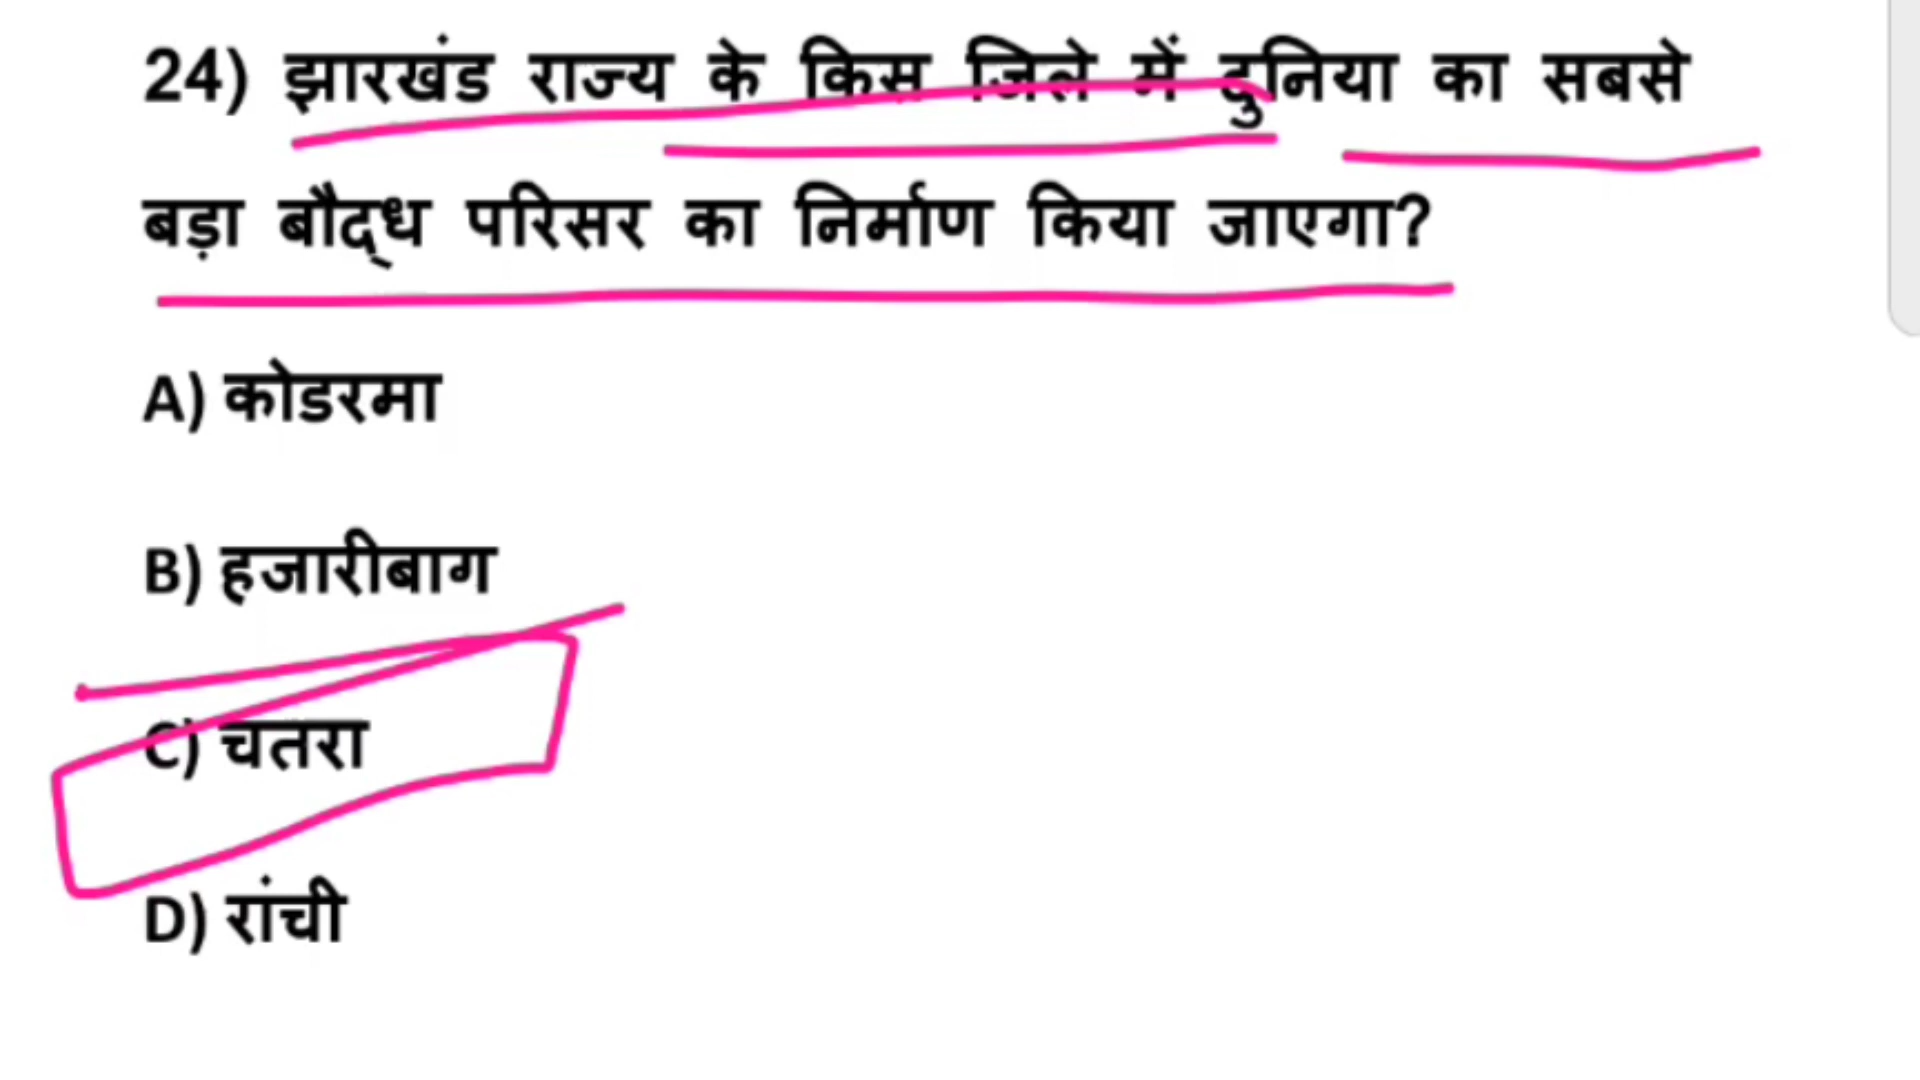 24) झारखंड राज्य के किस जिले में दुनिया का सबसे
बड़ा बौद्ध परिसर का निर्माण किया जाएगा?
A) कोडरमा
B) हजारीबाग
C) चतरा
D) रांची